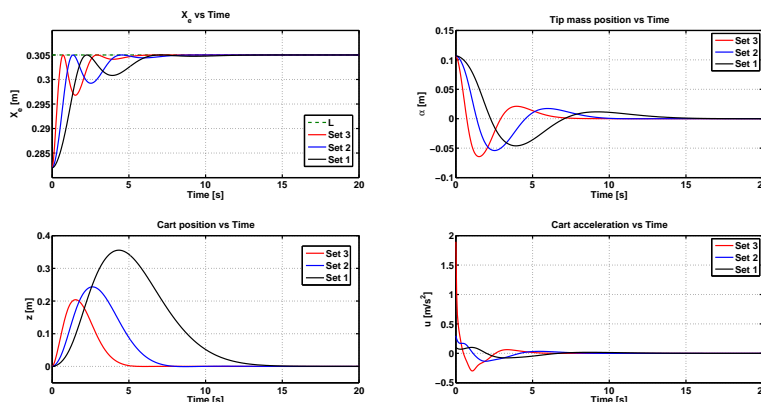 X_e vs Time
0.305
0.3
0.295
0.29
0.285
X_e [m]
0 5 10 15 20
Time [s]
L
Set 3
Set 2
Set 1
Tip mass position vs Time
0.15
0.1
0.05
0
−0.05
−0.1
α [m]
0 5 10 15 20
Time [s]
Set 3
Set 2
Set 1
Cart position vs Time
0.4
0.3
0.2
0.1
0
z [m]
0 5 10 15 20
Time [s]
Set 3
Set 2
Set 1
Cart acceleration vs Time
2
1.5
1
0.5
0
−0.5
u [m/s²]
0 5 10 15 20
Time [s]
Set 3
Set 2
Set 1